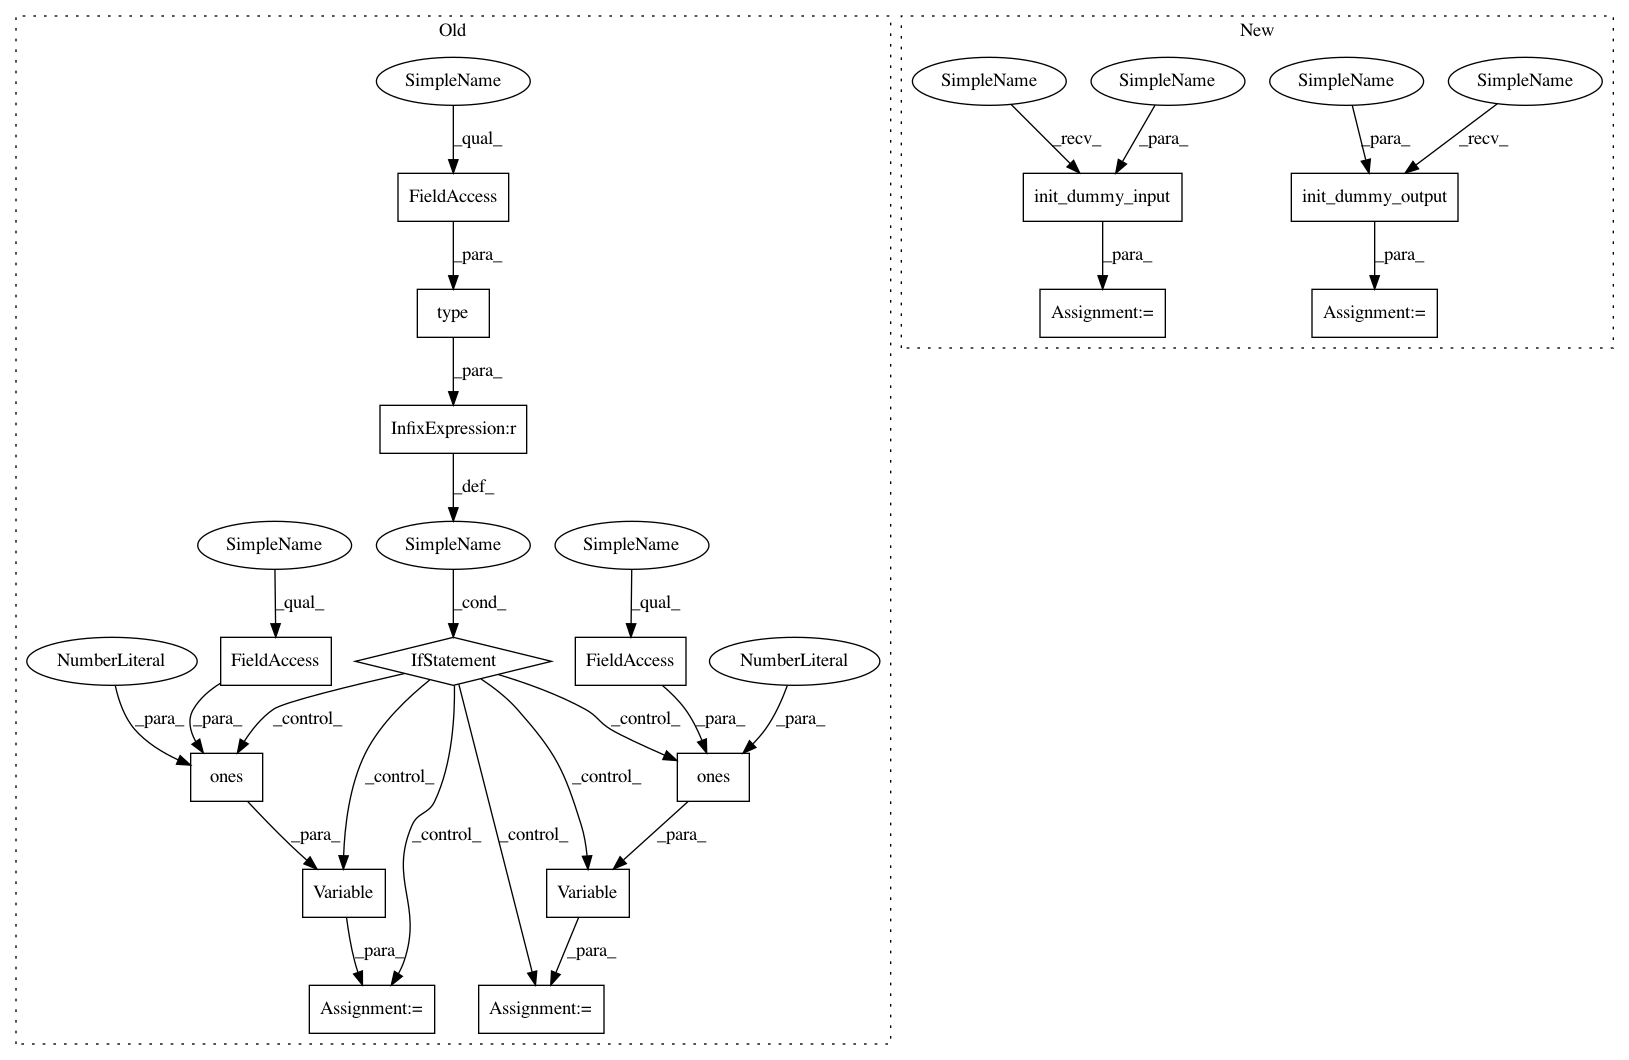 Old
New
SimpleName
SimpleName
SimpleName
SimpleName
SimpleName
_qual_
_recv_
_para_
_para_
_recv_
FieldAccess
init_dummy_input
init_dummy_output
_para_
_para_
_para_
type
Assignment:=
Assignment:=
_para_
InfixExpression:r
_def_
SimpleName
SimpleName
SimpleName
_qual_
_cond_
_qual_
NumberLiteral
FieldAccess
IfStatement
FieldAccess
NumberLiteral
_para_
_para_
_control_
_control_
_para_
_para_
ones
_control_
_control_
ones
_para_
_control_
_control_
_para_
Variable
Variable
_para_
_para_
Assignment:=
Assignment:=